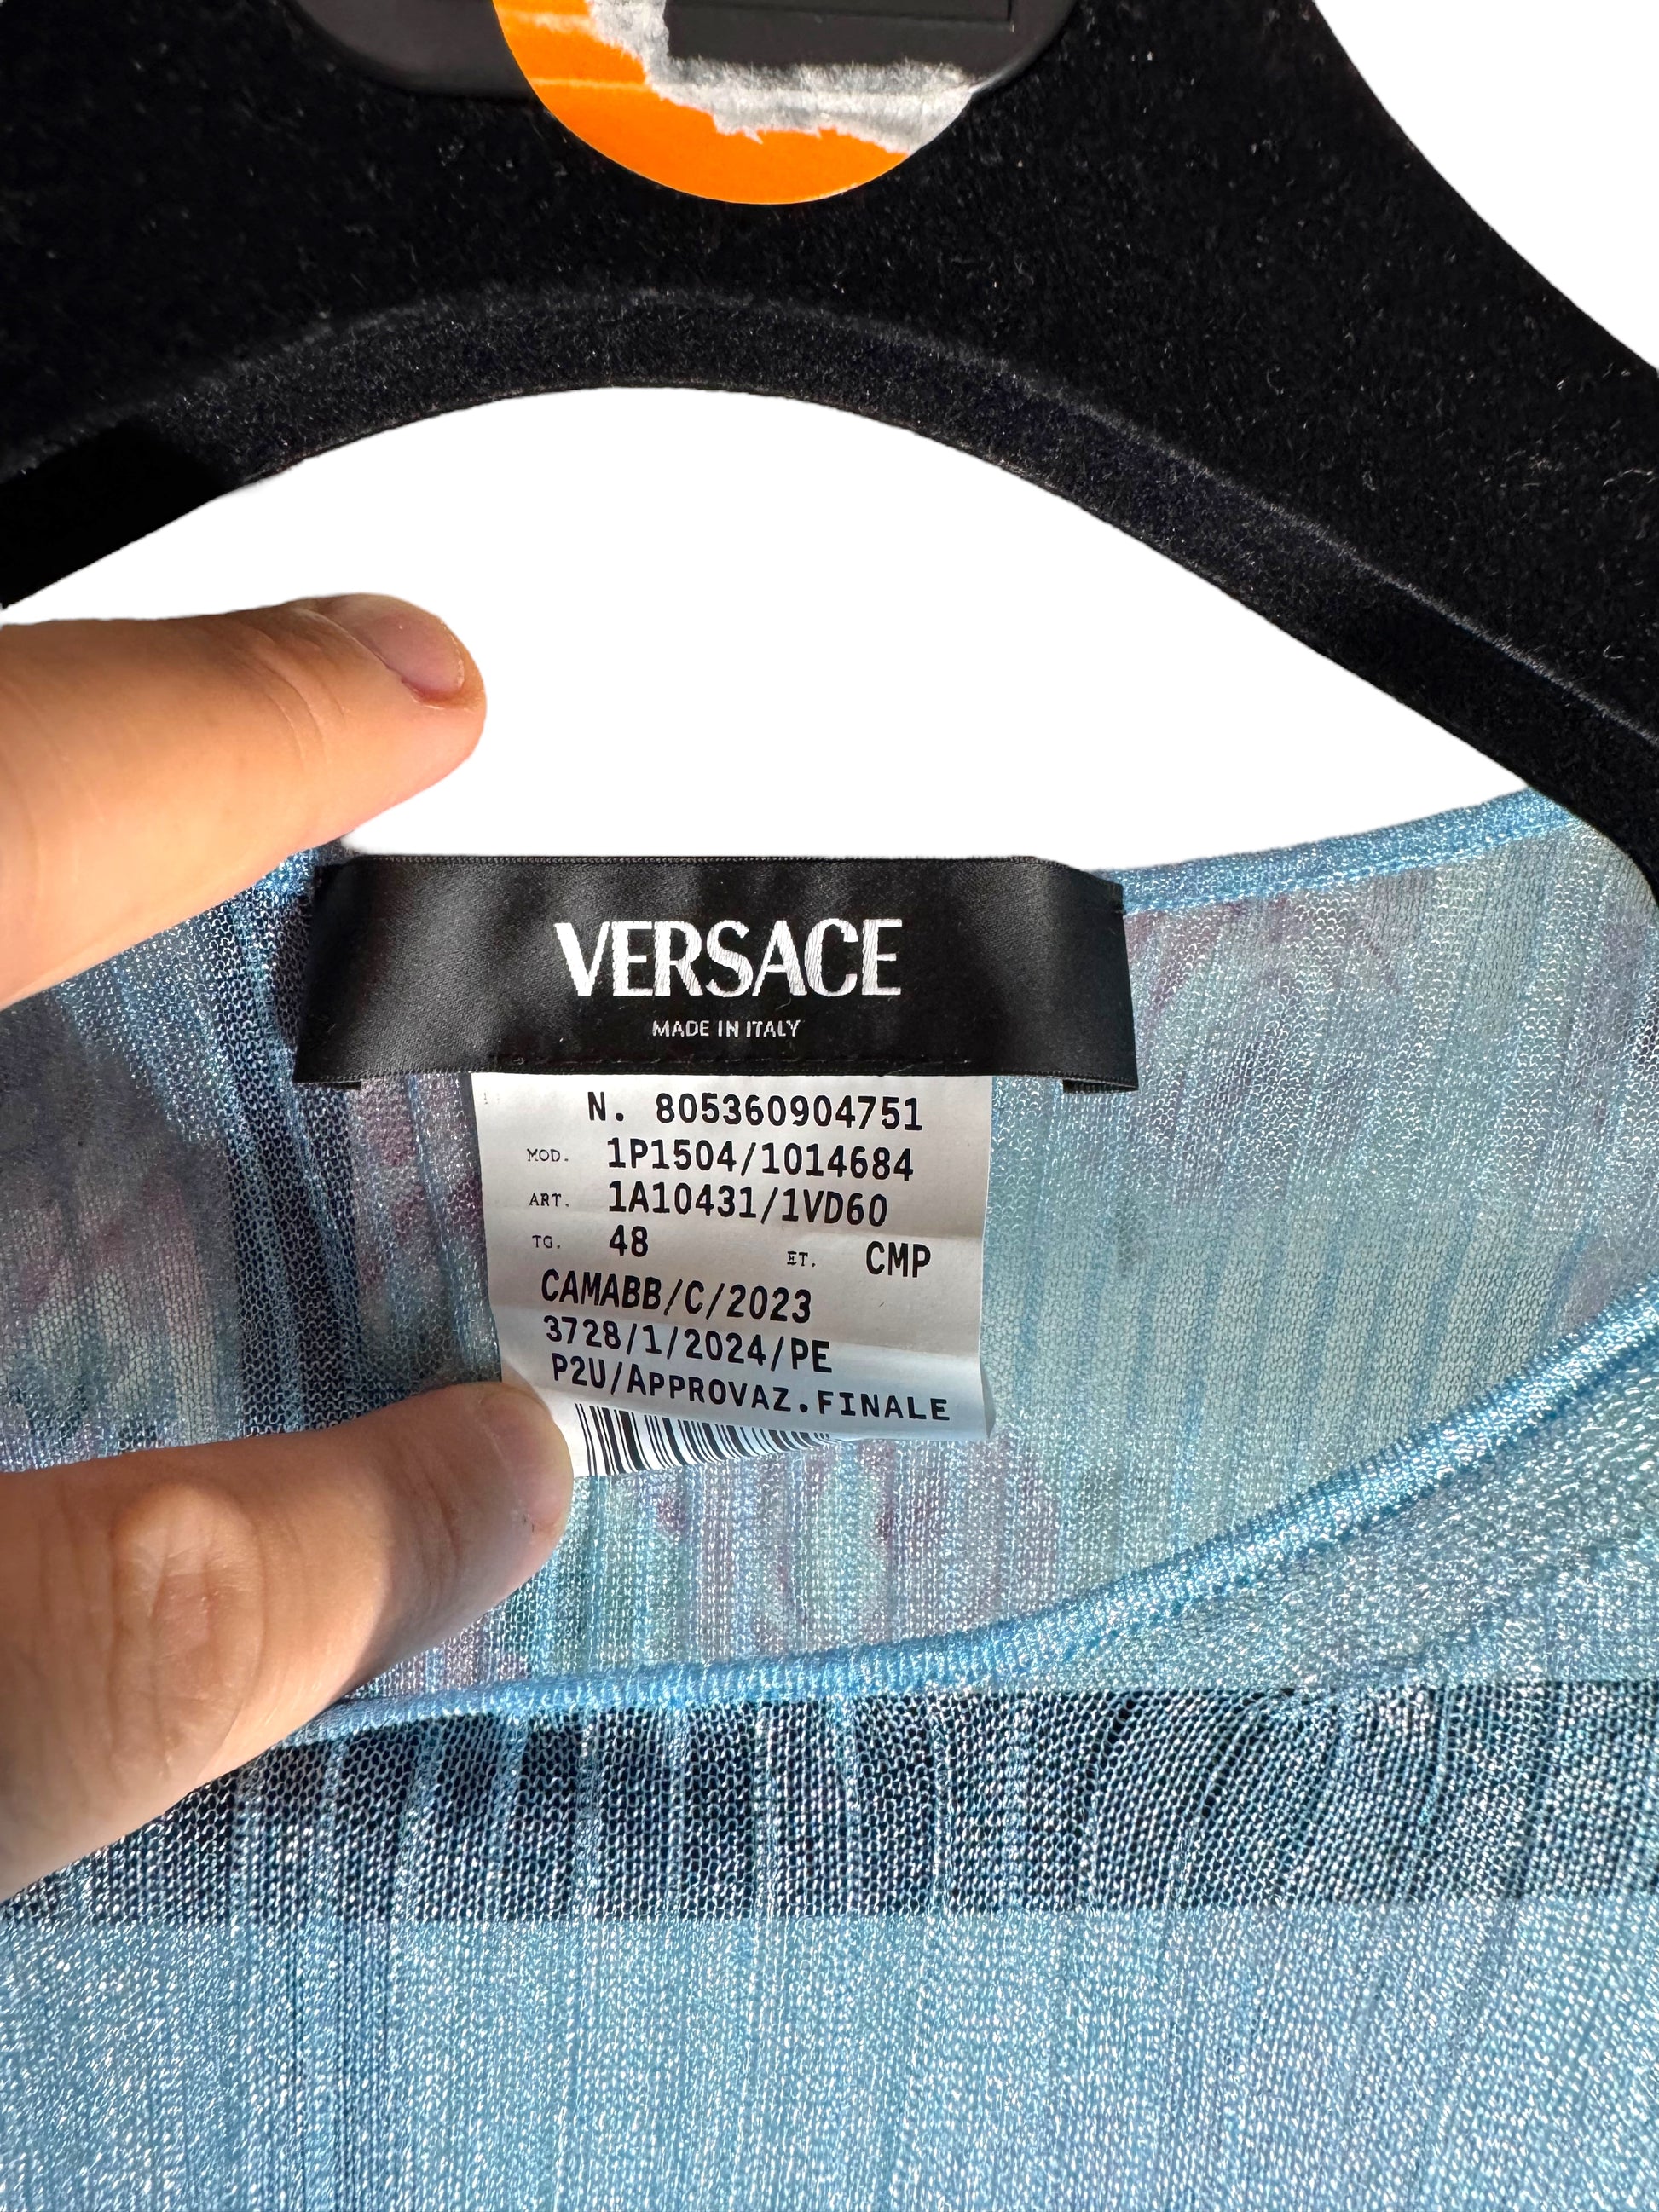 VERSACE
MADE IN ITALY
N. 805360904751
MOD. 1P1504/1014684
ART. 1A10431/1VD60
TG. 48 ET. CMP
CAMABB/C/2023
3728/1/2024/PE
P2U/APPROVAZ.FINALE